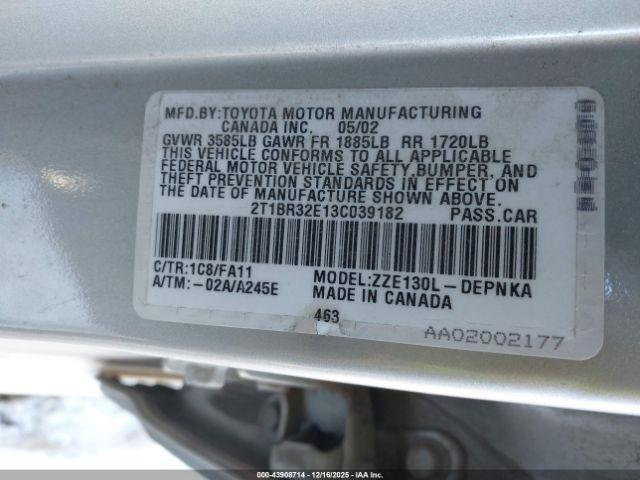 MFD.BY:TOYOTA MOTOR MANUFACTURING
CANADA INC. 05/02
GVWR 3585LB GAWR FR 1885LB RR 1720LB
THIS VEHICLE CONFORMS TO ALL APPLICABLE
FEDERAL MOTOR VEHICLE SAFETY,BUMPER, AND
THEFT PREVENTION STANDARDS IN EFFECT ON
THE DATE OF MANUFACTURE SHOWN ABOVE.
2T1BR32E13C039182 PASS.CAR
C/TR:1C8/FA11 MODEL:ZZE130L-DEPNKA
A/TM:-02A/A245E MADE IN CANADA
463
AA02002177
2-43908714 - 12/16/2025 - IAA Inc.